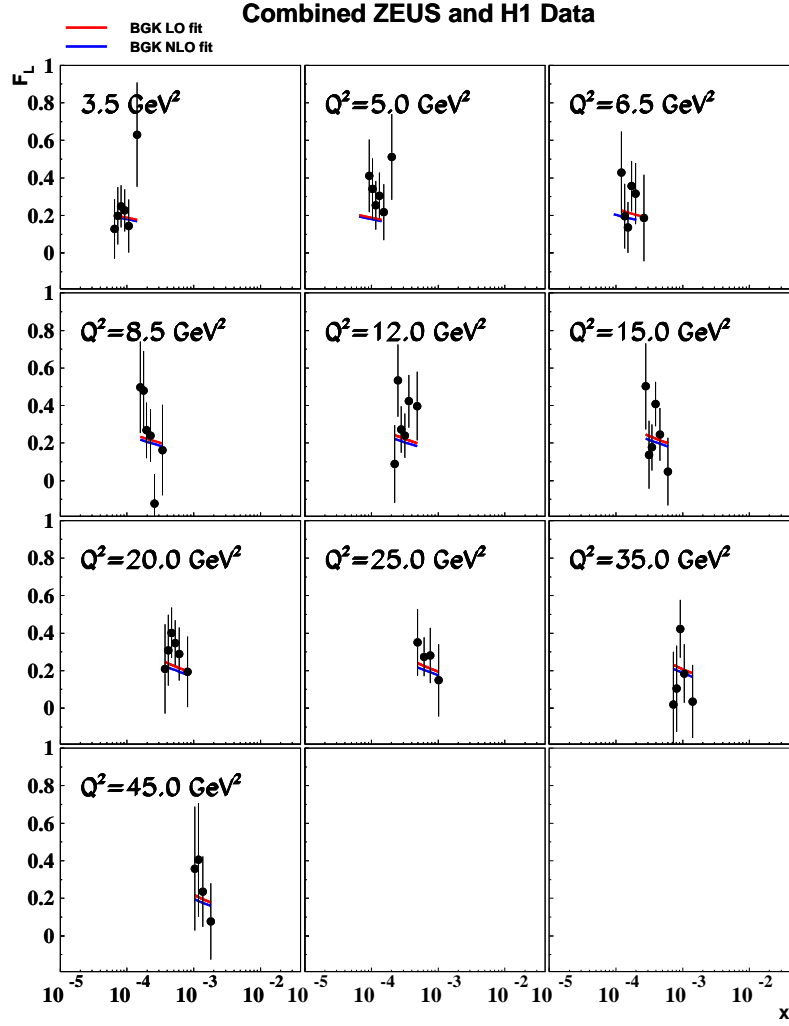 Combined ZEUS and H1 Data
BGK LO fit
BGK NLO fit
F_L
1
0.8
0.6
0.4
0.2
0
3.5 GeV²
Q²=5.0 GeV²
Q²=6.5 GeV²
1
0.8
0.6
0.4
0.2
0
Q²=8.5 GeV²
Q²=12.0 GeV²
Q²=15.0 GeV²
1
0.8
0.6
0.4
0.2
0
Q²=20.0 GeV²
Q²=25.0 GeV²
Q²=35.0 GeV²
1
0.8
0.6
0.4
0.2
0
Q²=45.0 GeV²
10⁻⁵ 10⁻⁴ 10⁻³ 10⁻² 10⁻⁵ 10⁻⁴ 10⁻³ 10⁻² 10⁻⁵ 10⁻⁴ 10⁻³ 10⁻²
x